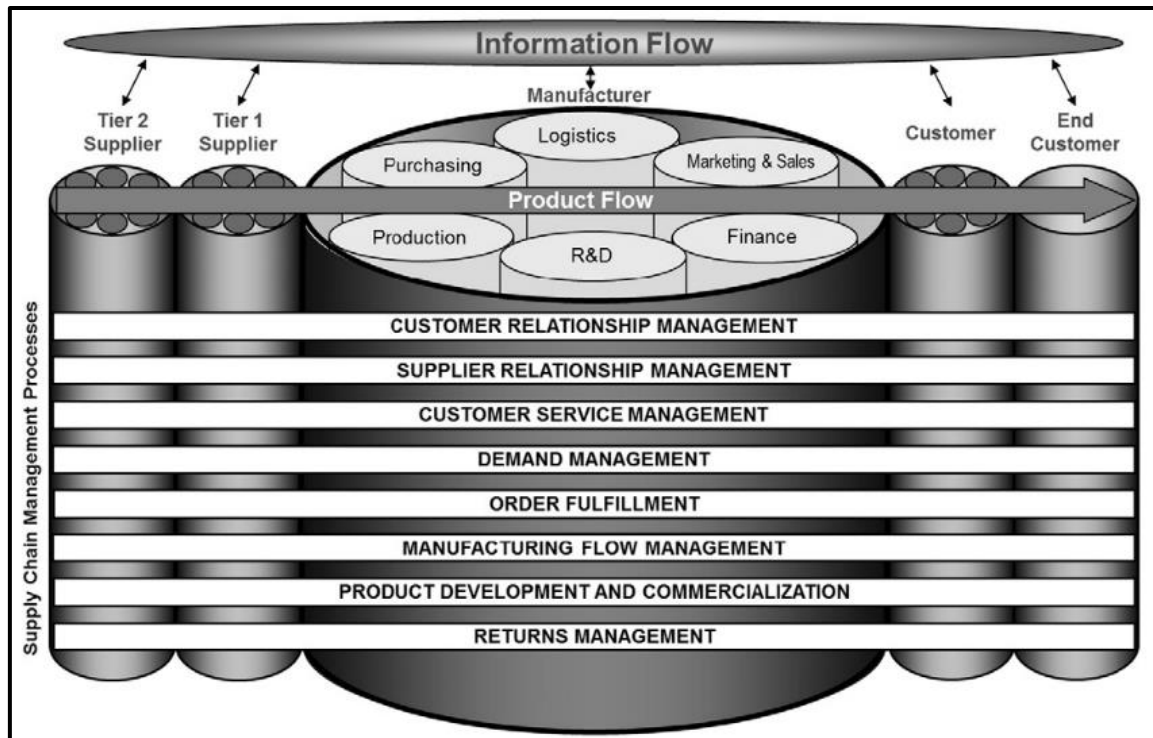 Information Flow
Manufacturer
Tier 2
Supplier
Tier 1
Supplier
Customer
End
Customer
Logistics
Purchasing
Marketing & Sales
Product Flow
Production
R&D
Finance
Supply Chain Management Processes
CUSTOMER RELATIONSHIP MANAGEMENT
SUPPLIER RELATIONSHIP MANAGEMENT
CUSTOMER SERVICE MANAGEMENT
DEMAND MANAGEMENT
ORDER FULFILLMENT
MANUFACTURING FLOW MANAGEMENT
PRODUCT DEVELOPMENT AND COMMERCIALIZATION
RETURNS MANAGEMENT